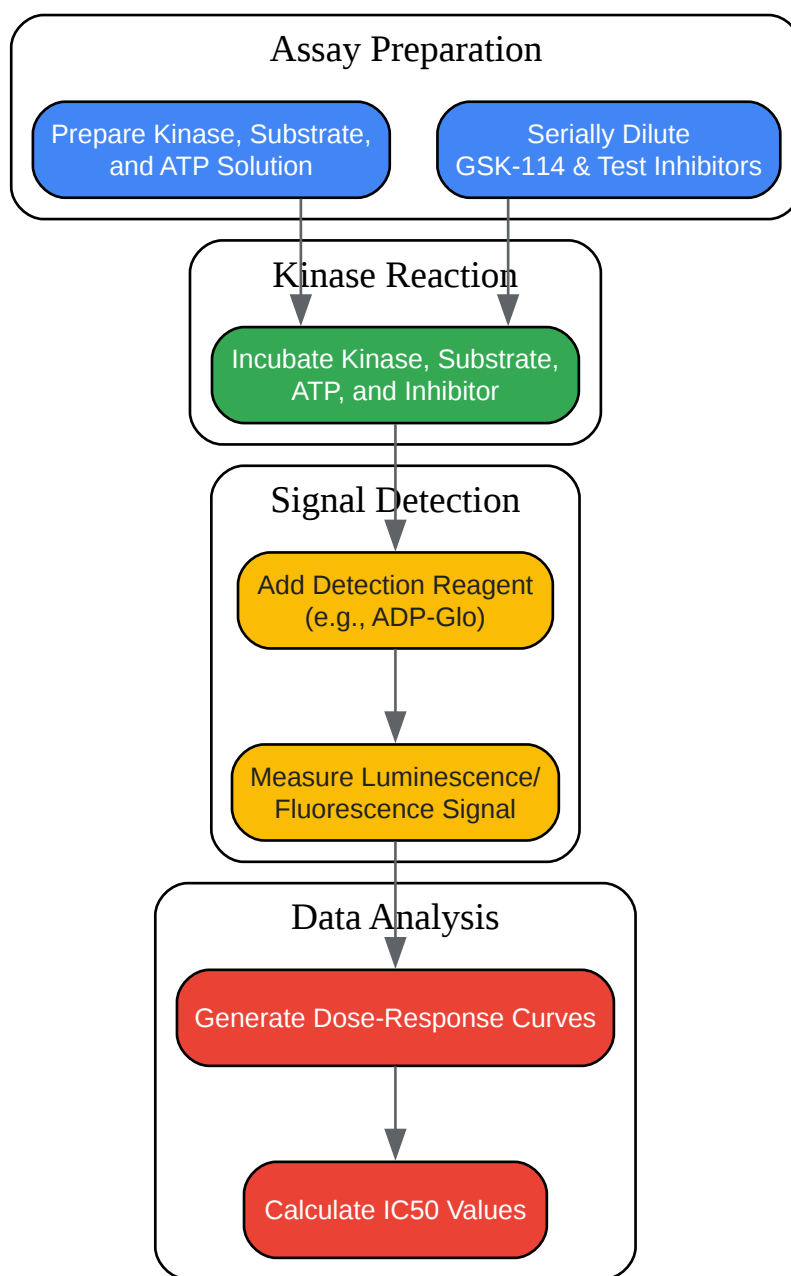 Assay Preparation
Prepare Kinase, Substrate,
and ATP Solution
Serially Dilute
GSK-114 & Test Inhibitors
Kinase Reaction
Incubate Kinase, Substrate,
ATP, and Inhibitor
Signal Detection
Add Detection Reagent
(e.g., ADP-Glo)
Measure Luminescence/
Fluorescence Signal
Data Analysis
Generate Dose-Response Curves
Calculate IC50 Values